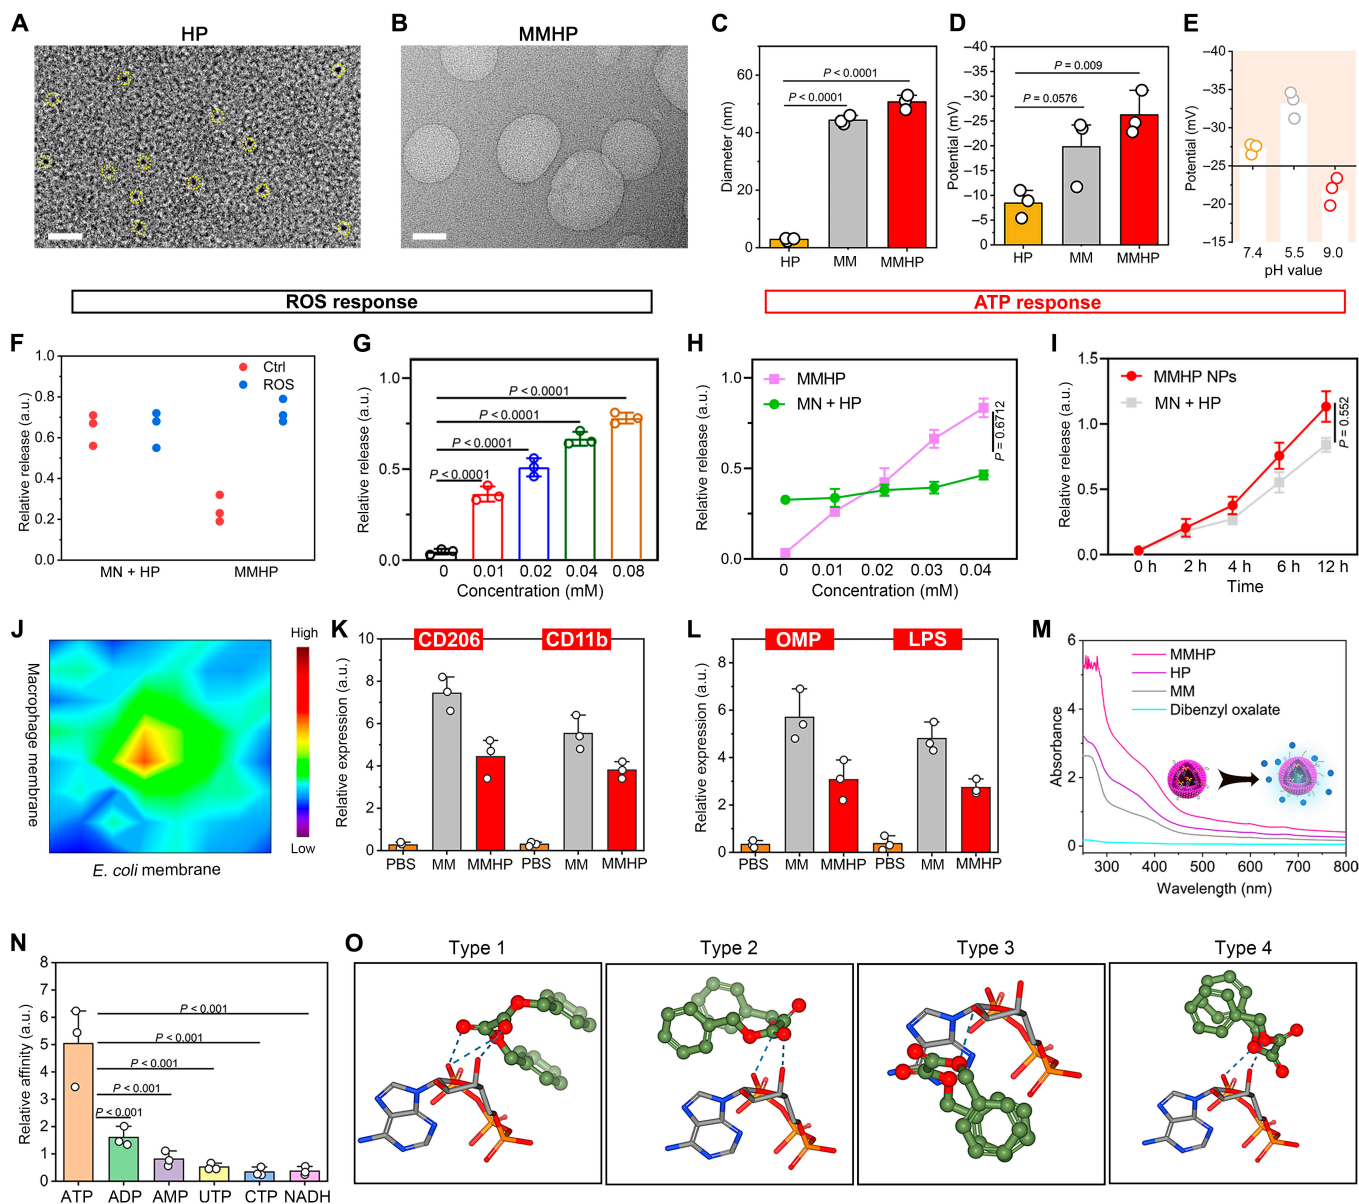 A
HP
B
MMHP
C
Diameter (nm)
60
40
20
0
P < 0.0001
P < 0.0001
HP
MM
MMHP
D
Potential (mV)
−40
−35
−30
−25
−20
−15
−10
−5
0
P = 0.009
P = 0.0576
HP
MM
MMHP
E
Potential (mV)
−40
−35
−30
−25
−20
−15
7.4
5.5
9.0
pH value
ROS response
ATP response
F
Relative release (a.u.)
1.0
0.8
0.6
0.4
0.2
0.0
Ctrl
ROS
MN + HP
MMHP
G
Relative release (a.u.)
1.0
0.5
0.0
P < 0.0001
P < 0.0001
P < 0.0001
P < 0.0001
0
0.01
0.02
0.04
0.08
Concentration (mM)
H
Relative release (a.u.)
1.0
0.5
0.0
MMHP
MN + HP
P = 0.6712
0
0.01
0.02
0.03
0.04
Concentration (mM)
I
Relative release (a.u.)
1.5
1.0
0.5
0.0
MMHP NPs
MN + HP
P = 0.552
0 h
2 h
4 h
6 h
12 h
Time
J
Macrophage membrane
E. coli membrane
High
Low
K
Relative expression (a.u.)
10
8
6
4
2
0
CD206
CD11b
PBS
MM
MMHP
PBS
MM
MMHP
L
Relative expression (a.u.)
8
6
4
2
0
OMP
LPS
PBS
MM
MMHP
PBS
MM
MMHP
M
Absorbance
6
4
2
0
MMHP
HP
MM
Dibenzyl oxalate
300
400
500
600
700
800
Wavelength (nm)
N
Relative affinity (a.u.)
8
7
6
5
4
3
2
1
0
P < 0.001
P < 0.001
P < 0.001
P < 0.001
P < 0.001
ATP
ADP
AMP
UTP
CTP
NADH
O
Type 1
Type 2
Type 3
Type 4